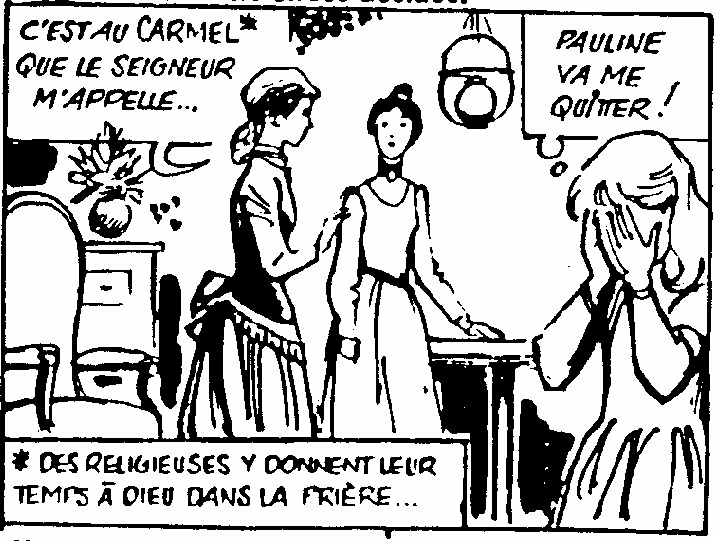 C'EST AU CARMEL*
QUE LE SEIGNEUR
M'APPELLE...
PAULINE
VA ME
QUITTER!
* DES RELIGIEUSES Y DONNENT LEUR
TEMPS À DIEU DANS LA PRIÈRE...